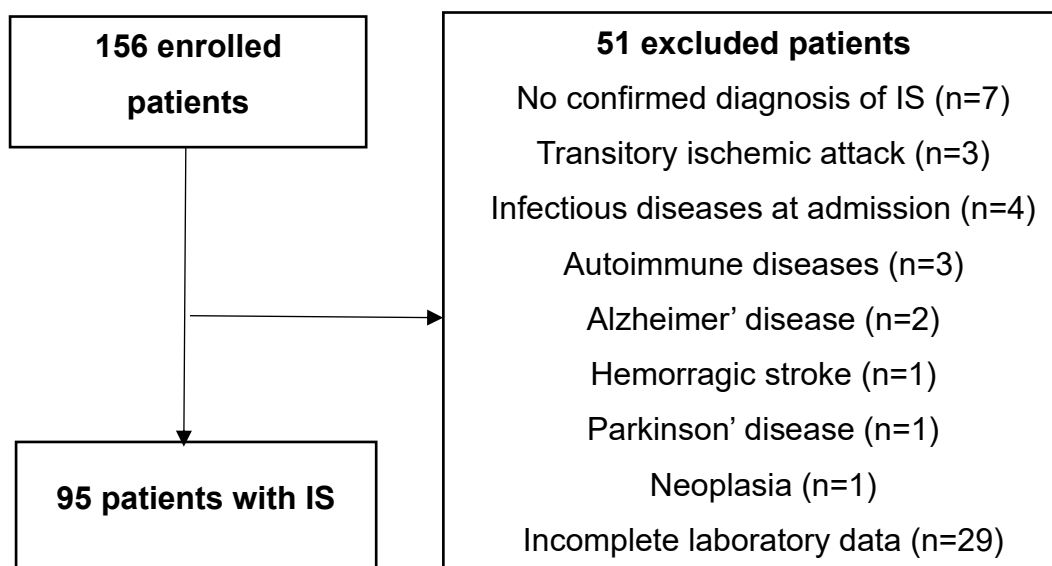 156 enrolled
patients
51 excluded patients
No confirmed diagnosis of IS (n=7)
Transitory ischemic attack (n=3)
Infectious diseases at admission (n=4)
Autoimmune diseases (n=3)
Alzheimer’ disease (n=2)
Hemorragic stroke (n=1)
Parkinson’ disease (n=1)
Neoplasia (n=1)
Incomplete laboratory data (n=29)
95 patients with IS